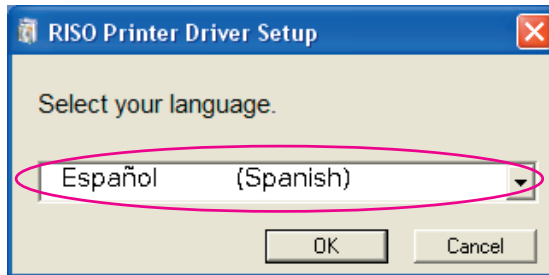 RISO Printer Driver Setup
Select your language.
Español (Spanish)
OK Cancel